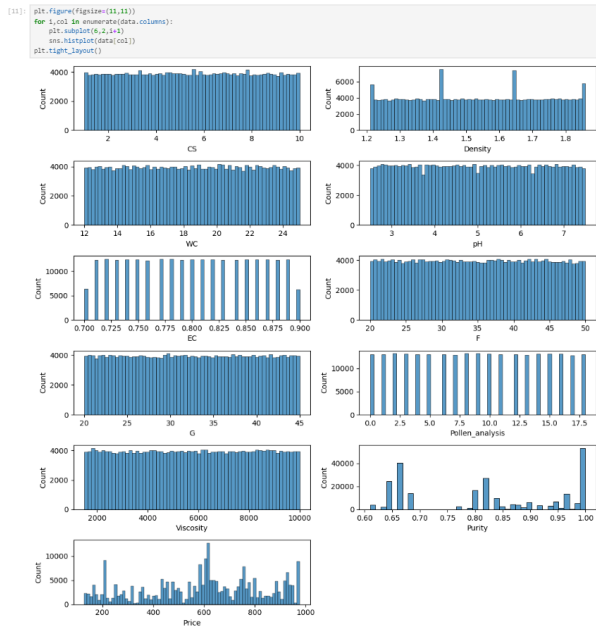 [11]: plt.figure(figsize=(11,11))
for i,col in enumerate(data.columns):
plt.subplot(6,2,i+1)
sns.histplot(data[col])
plt.tight_layout()
4000
2000
0
Count
2 4 6 8 10
CS
6000
4000
2000
0
Count
1.2 1.3 1.4 1.5 1.6 1.7 1.8
Density
4000
2000
0
Count
12 14 16 18 20 22 24
WC
4000
2000
0
Count
3 4 5 6 7
pH
10000
5000
0
Count
0.700 0.725 0.750 0.775 0.800 0.825 0.850 0.875 0.900
EC
4000
2000
0
Count
20 25 30 35 40 45 50
F
4000
2000
0
Count
20 25 30 35 40 45
G
10000
5000
0
Count
0.0 2.5 5.0 7.5 10.0 12.5 15.0 17.5
Pollen_analysis
4000
2000
0
Count
2000 4000 6000 8000 10000
Viscosity
40000
20000
0
Count
0.60 0.65 0.70 0.75 0.80 0.85 0.90 0.95 1.00
Purity
10000
5000
0
Count
200 400 600 800 1000
Price